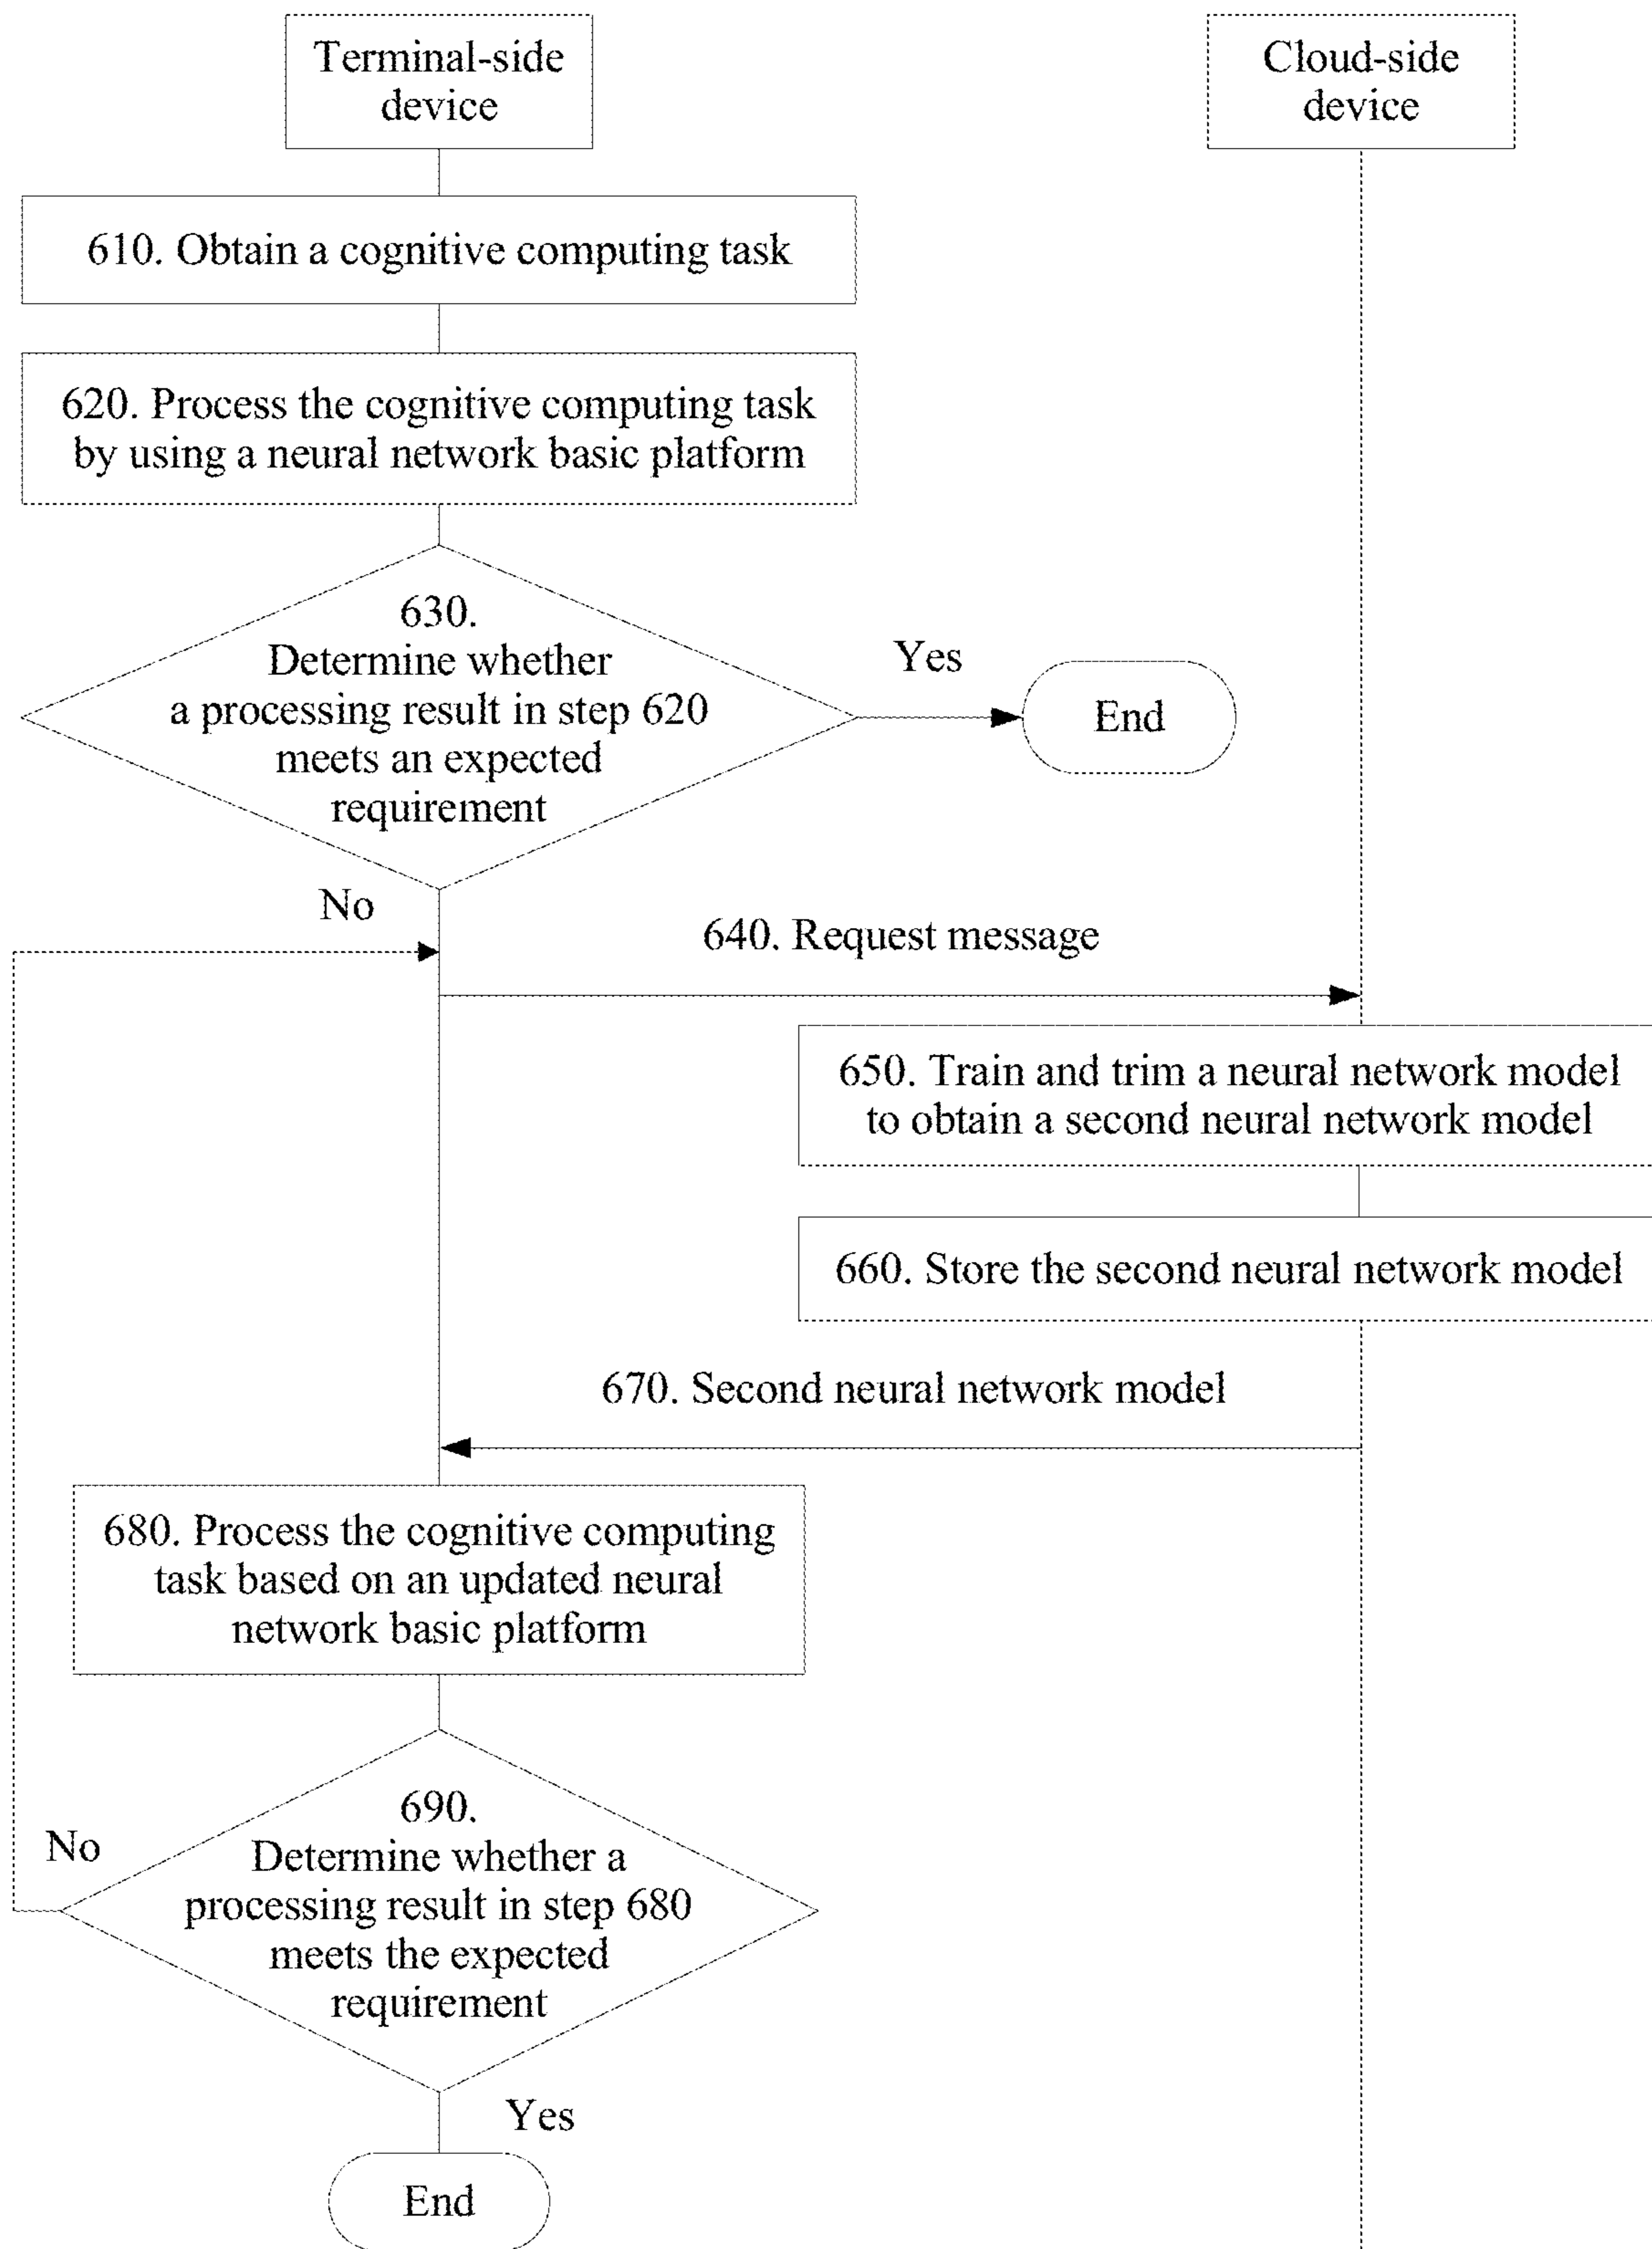 Terminal-side
device
Cloud-side
device
610. Obtain a cognitive computing task
620. Process the cognitive computing task
by using a neural network basic platform
630.
Determine whether
a processing result in step 620
meets an expected
requirement
Yes
End
No
640. Request message
650. Train and trim a neural network model
to obtain a second neural network model
660. Store the second neural network model
670. Second neural network model
680. Process the cognitive computing
task based on an updated neural
network basic platform
690.
Determine whether a
processing result in step 680
meets the expected
requirement
No
Yes
End